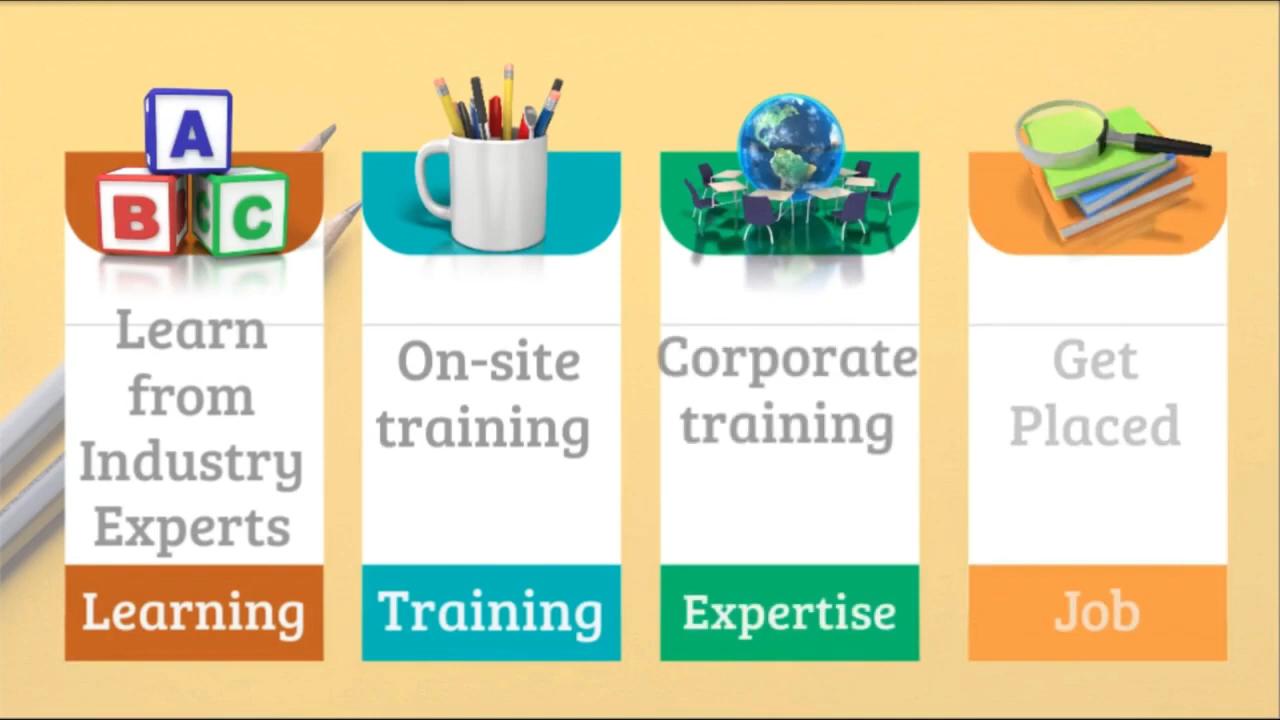 A
B
C
C
Learn
from
Industry
Experts
Learning
On-site
training
Training
Corporate
training
Expertise
Get
Placed
Job